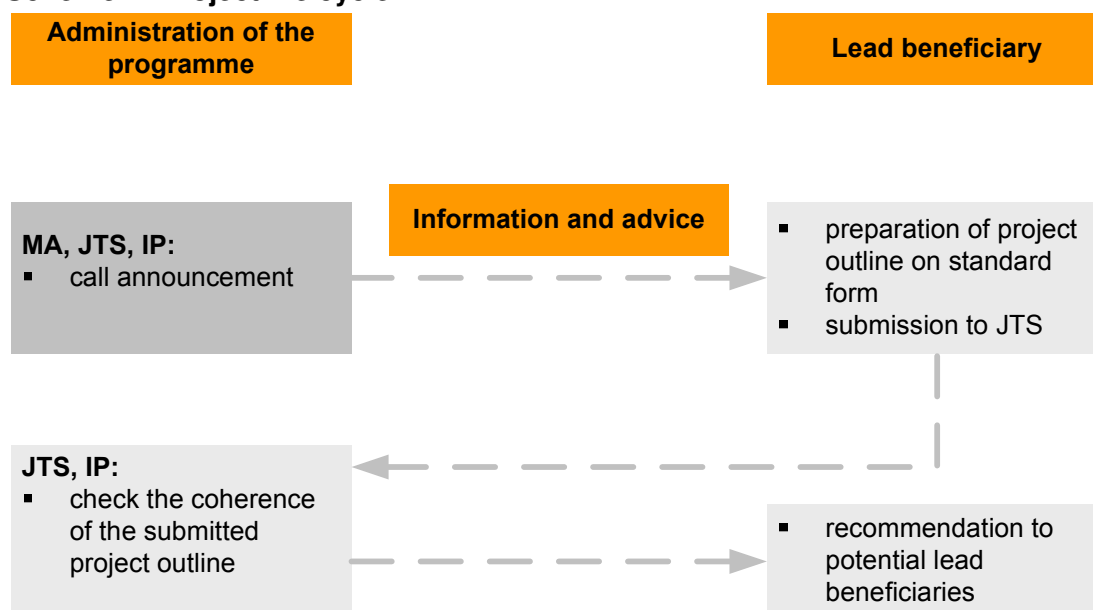 Administration of the
programme
Lead beneficiary
Information and advice
MA, JTS, IP:
▪ call announcement
▪ preparation of project
outline on standard
form
▪ submission to JTS
JTS, IP:
▪ check the coherence
of the submitted
project outline
▪ recommendation to
potential lead
beneficiaries